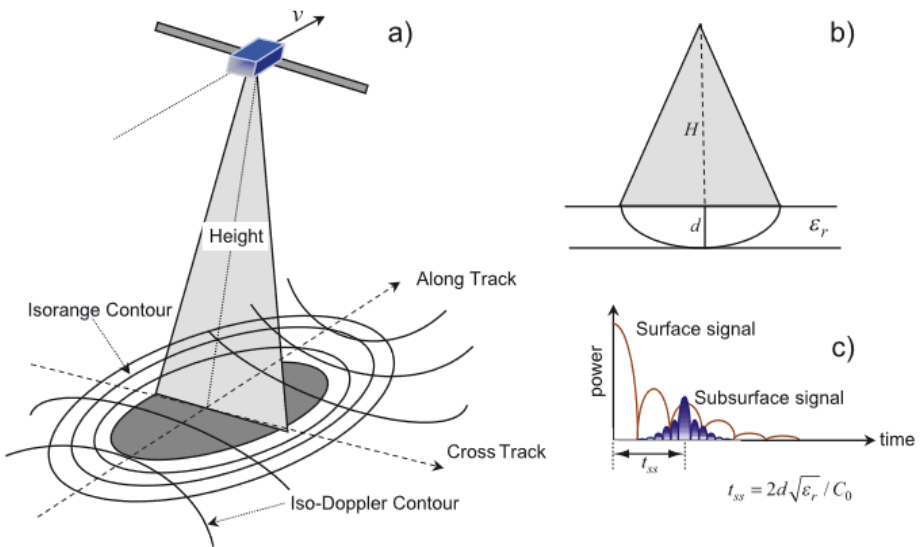 a)
v
Height
Along Track
Isorange Contour
Cross Track
Iso-Doppler Contour
b)
H
d
εᵣ
c)
Surface signal
Subsurface signal
power
time
tₛₛ
tₛₛ = 2d√εᵣ / C₀